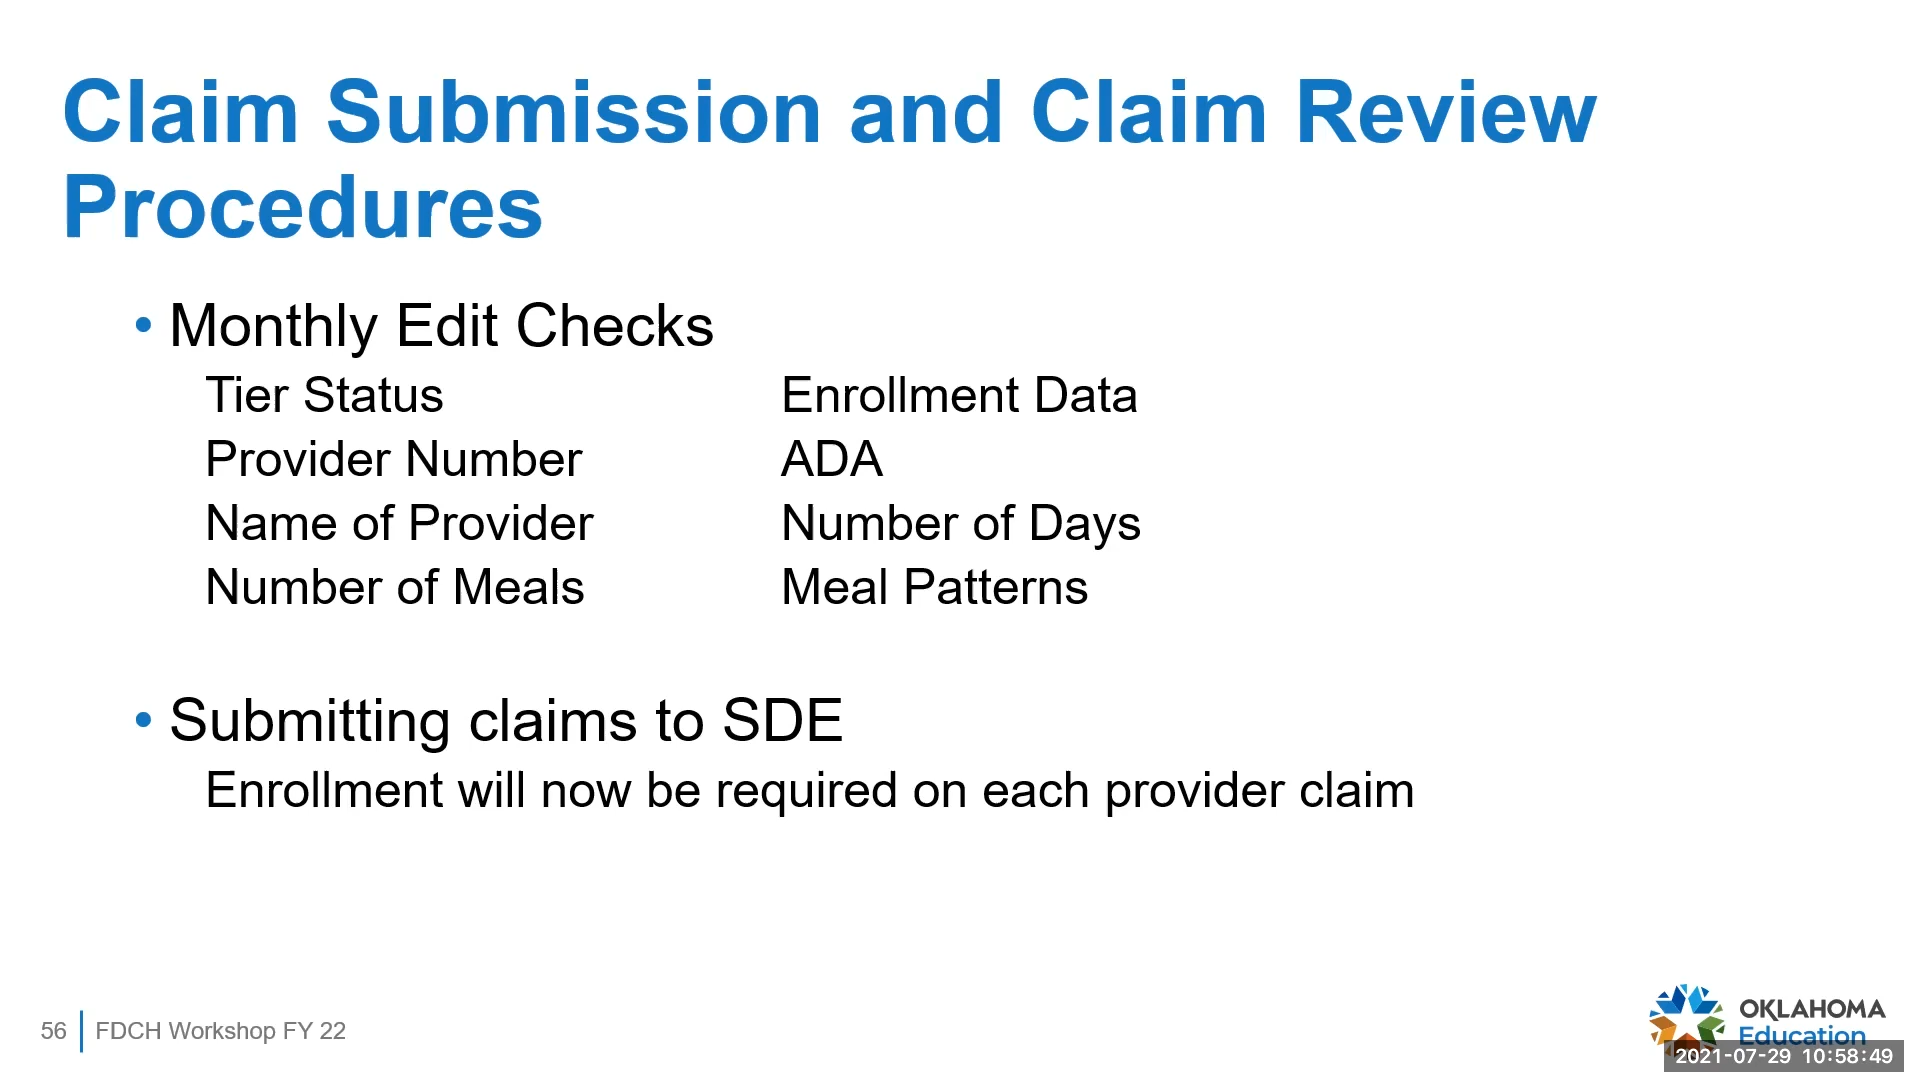 Claim Submission and Claim Review
Procedures
• Monthly Edit Checks
Tier Status Enrollment Data
Provider Number ADA
Name of Provider Number of Days
Number of Meals Meal Patterns
• Submitting claims to SDE
Enrollment will now be required on each provider claim
56 FDCH Workshop FY 22
OKLAHOMA
Education
2021-07-29 10:58:49